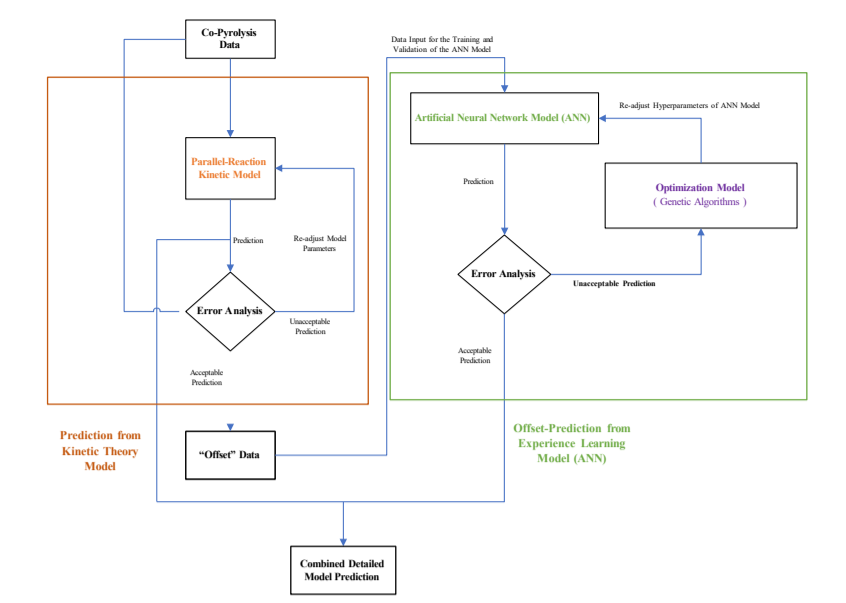 Co-Pyrolysis
Data
Data Input for the Training and
Validation of the ANN Model
Artificial Neural Network Model (ANN)
Re-adjust Hyperparameters of ANN Model
Parallel-Reaction
Kinetic Model
Prediction
Optimization Model
( Genetic Algorithms )
Prediction
Re-adjust Model
Parameters
Error Analysis
Unacceptable Prediction
Error Analysis
Unacceptable
Prediction
Acceptable
Prediction
Acceptable
Prediction
Prediction from
Kinetic Theory
Model
“Offset” Data
Offset-Prediction from
Experience Learning
Model (ANN)
Combined Detailed
Model Prediction